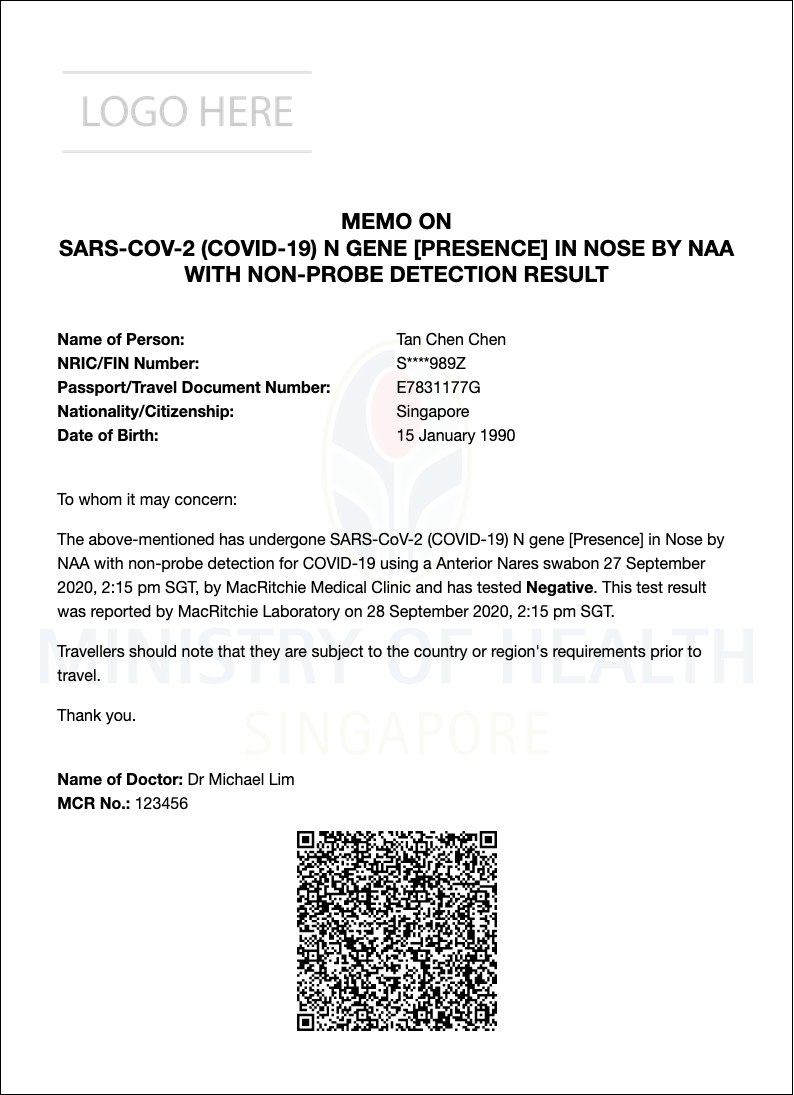 LOGO HERE
MEMO ON
SARS-COV-2 (COVID-19) N GENE [PRESENCE] IN NOSE BY NAA
WITH NON-PROBE DETECTION RESULT
Name of Person: Tan Chen Chen
NRIC/FIN Number: S****989Z
Passport/Travel Document Number: E7831177G
Nationality/Citizenship: Singapore
Date of Birth: 15 January 1990
To whom it may concern:
The above-mentioned has undergone SARS-CoV-2 (COVID-19) N gene [Presence] in Nose by
NAA with non-probe detection for COVID-19 using a Anterior Nares swabon 27 September
2020, 2:15 pm SGT, by MacRitchie Medical Clinic and has tested Negative. This test result
was reported by MacRitchie Laboratory on 28 September 2020, 2:15 pm SGT.
MINISTRY OF HEALTH
Travellers should note that they are subject to the country or region's requirements prior to
travel.
Thank you.
SINGAPORE
Name of Doctor: Dr Michael Lim
MCR No.: 123456